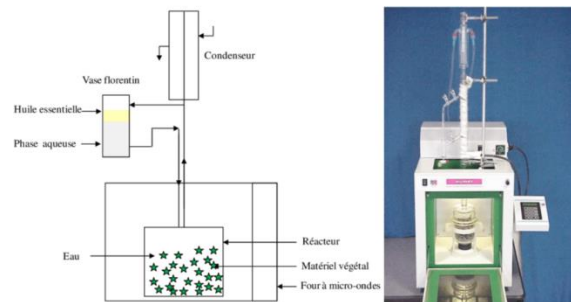 Condenseur
Vase florentin
Huile essentielle
Phase aqueuse
Eau
Réacteur
Matériel végétal
Four à micro-ondes